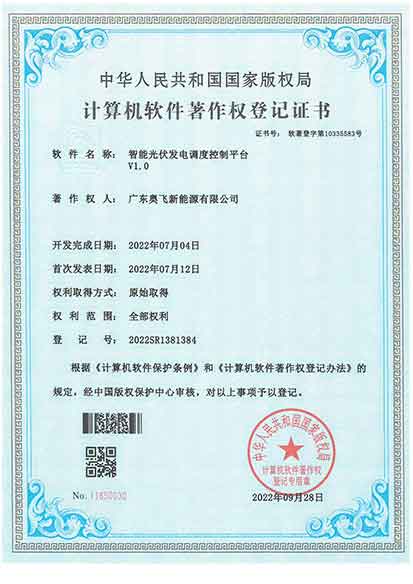 中华人民共和国国家版权局
计算机软件著作权登记证书
证书号： 软著登字第10335583号
软件名称： 智能光伏发电调度控制平台
V1.0
著作权人： 广东奥飞新能源有限公司
开发完成日期： 2022年07月04日
首次发表日期： 2022年07月12日
权利取得方式： 原始取得
权利范围： 全部权利
登记号： 2022SR1381384
根据《计算机软件保护条例》和《计算机软件著作权登记办法》的
规定，经中国版权保护中心审核，对以上事项予以登记。
中华人民共和国国家版权局
计算机软件著作权
登记专用章
No.
2022年09月28日